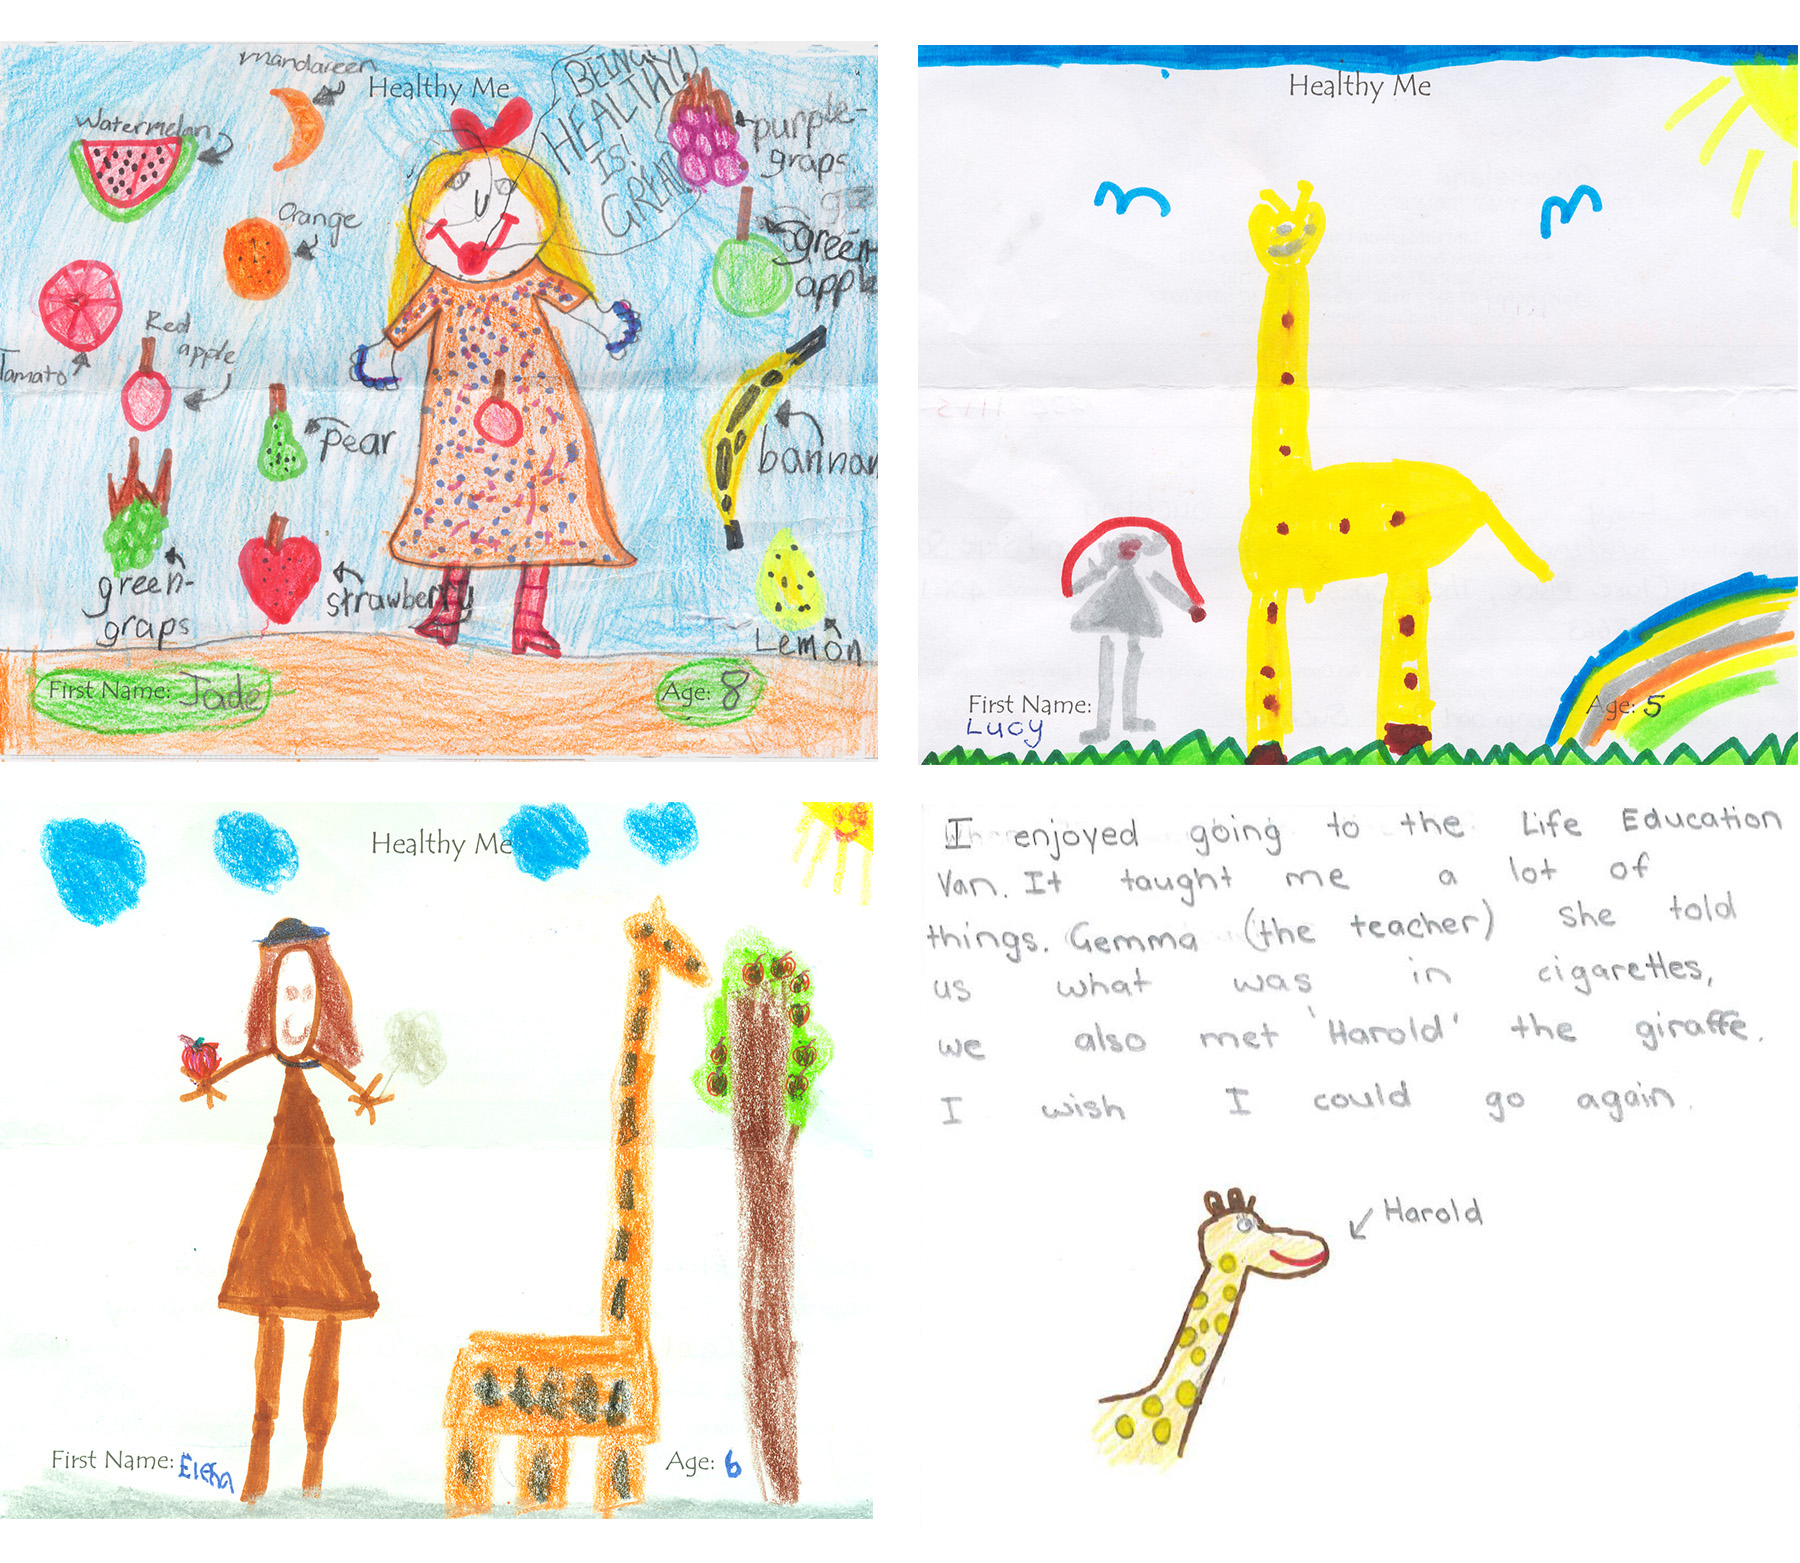 Healthy Me
mandareen
Watermelan
Orange
Tamato
Red
apple
pear
green-
graps
strawberry
BEING
HEALTHY
IS!
GREAT!
purple-
graps
green-
apple
bannan
Lemon
First Name: Jade
Age: 8
Healthy Me
First Name:
Lucy
Age: 5
Healthy Me
First Name: Elena
Age: 6
I enjoyed going to the Life Education
Van. It taught me a lot of
things. Gemma (the teacher) she told
us what was in cigarettes,
we also met 'Harold' the giraffe.
I wish I could go again.
Harold